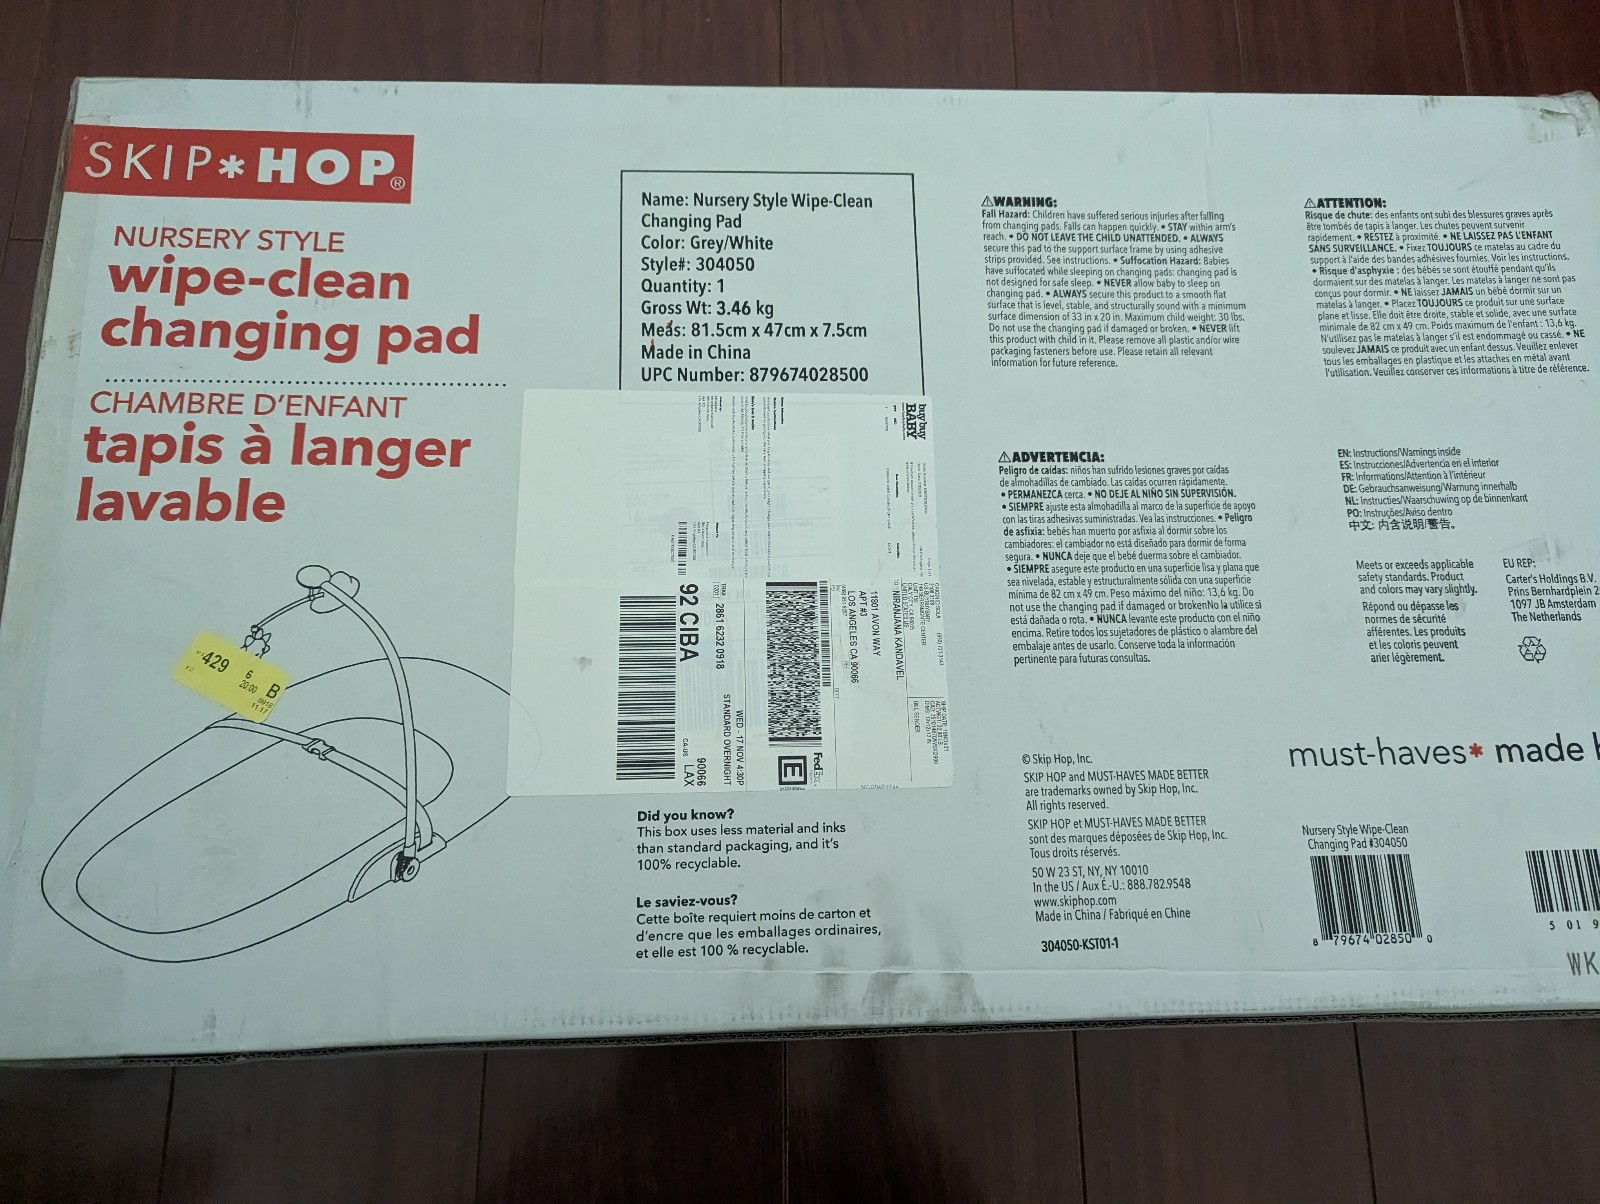 SKIP*HOP®
NURSERY STYLE
wipe-clean
changing pad
CHAMBRE D'ENFANT
tapis à langer
lavable
429
6
20:00
B
11.17
Name: Nursery Style Wipe-Clean
Changing Pad
Color: Grey/White
Style#: 304050
Quantity: 1
Gross Wt: 3.46 kg
Meas: 81.5cm x 47cm x 7.5cm
Made in China
UPC Number: 879674028500
buybuy
BABY
TO NIRANJANA KANDAVEL
11801 AVON WAY
APT #3
LOS ANGELES CA 90066
FedEx
E
WED - 17 NOV 4:30P
STANDARD OVERNIGHT
TRK#
2861 6232 0918
92 CIBA
90066
CA-US LAX
Did you know?
This box uses less material and inks
than standard packaging, and it's
100% recyclable.
Le saviez-vous?
Cette boîte requiert moins de carton et
d'encre que les emballages ordinaires,
et elle est 100 % recyclable.
⚠WARNING:
Fall Hazard: Children have suffered serious injuries after falling
from changing pads. Falls can happen quickly. • STAY within arm's
reach. • DO NOT LEAVE THE CHILD UNATTENDED. • ALWAYS
secure this pad to the support surface frame by using adhesive
strips provided. See instructions. • Suffocation Hazard: Babies
have suffocated while sleeping on changing pads: changing pad is
not designed for safe sleep. • NEVER allow baby to sleep on
changing pad. • ALWAYS secure this product to a smooth flat
surface that is level, stable, and structurally sound with a minimum
surface dimension of 33 in x 20 in. Maximum child weight: 30 lbs.
Do not use the changing pad if damaged or broken. • NEVER lift
this product with child in it. Please remove all plastic and/or wire
packaging fasteners before use. Please retain all relevant
information for future reference.
⚠ATTENTION:
Risque de chute: des enfants ont subi des blessures graves après
être tombés de tapis à langer. Les chutes peuvent survenir
rapidement. • RESTEZ à proximité. • NE LAISSEZ PAS L'ENFANT
SANS SURVEILLANCE. • Fixez TOUJOURS ce matelas au cadre du
support à l'aide des bandes adhésives fournies. Voir les instructions.
• Risque d'asphyxie : des bébés se sont étouffé pendant qu'ils
dormaient sur des matelas à langer. Les matelas à langer ne sont pas
conçus pour dormir. • NE laissez JAMAIS un bébé dormir sur un
matelas à langer. • Placez TOUJOURS ce produit sur une surface
plane et lisse. Elle doit être droite, stable et solide, avec une surface
minimale de 82 cm x 49 cm. Poids maximum de l'enfant : 13,6 kg.
N'utilisez pas le matelas à langer s'il est endommagé ou cassé. • NE
soulevez JAMAIS ce produit avec un enfant dessus. Veuillez enlever
tous les emballages en plastique et les attaches en métal avant
l'utilisation. Veuillez conserver ces informations à titre de référence.
⚠ADVERTENCIA:
Peligro de caídas: niños han sufrido lesiones graves por caídas
de almohadillas de cambiado. Las caídas ocurren rápidamente.
• PERMANEZCA cerca. • NO DEJE AL NIÑO SIN SUPERVISIÓN.
• SIEMPRE ajuste esta almohadilla al marco de la superficie de apoyo
con las tiras adhesivas suministradas. Vea las instrucciones. • Peligro
de asfixia: bebés han muerto por asfixia al dormir sobre los
cambiadores: el cambiador no está diseñado para dormir de forma
segura. • NUNCA deje que el bebé duerma sobre el cambiador.
• SIEMPRE asegure este producto en una superficie lisa y plana que
sea nivelada, estable y estructuralmente sólida con una superficie
mínima de 82 cm x 49 cm. Peso máximo del niño: 13,6 kg. Do
not use the changing pad if damaged or brokenNo la utilice si
está dañada o rota. • NUNCA levante este producto con el niño
encima. Retire todos los sujetadores de plástico o alambre del
embalaje antes de usarlo. Conserve toda la información
pertinente para futuras consultas.
EN: Instructions/Warnings inside
ES: Instrucciones/Advertencia en el interior
FR: Informations/Attention à l'intérieur
DE: Gebrauchsanweisung/Warnung innerhalb
NL: Instructies/Waarschuwing op de binnenkant
PO: Instruções/Aviso dentro
中文: 内含说明/警告。
Meets or exceeds applicable
safety standards. Product
and colors may vary slightly.
Répond ou dépasse les
normes de sécurité
afférentes. Les produits
et les coloris peuvent
arier légèrement.
EU REP:
Carter's Holdings B.V.
Prins Bernhardplein 2
1097 JB Amsterdam
The Netherlands
© Skip Hop, Inc.
SKIP HOP and MUST-HAVES MADE BETTER
are trademarks owned by Skip Hop, Inc.
All rights reserved.
SKIP HOP et MUST-HAVES MADE BETTER
sont des marques déposées de Skip Hop, Inc.
Tous droits réservés.
50 W 23 ST, NY, NY 10010
In the US / Aux É.-U.: 888.782.9548
www.skiphop.com
Made in China / Fabriqué en Chine
304050-KST01-1
must-haves* made
Nursery Style Wipe-Clean
Changing Pad #304050
8 79674 02850 0
5 01 9
WK